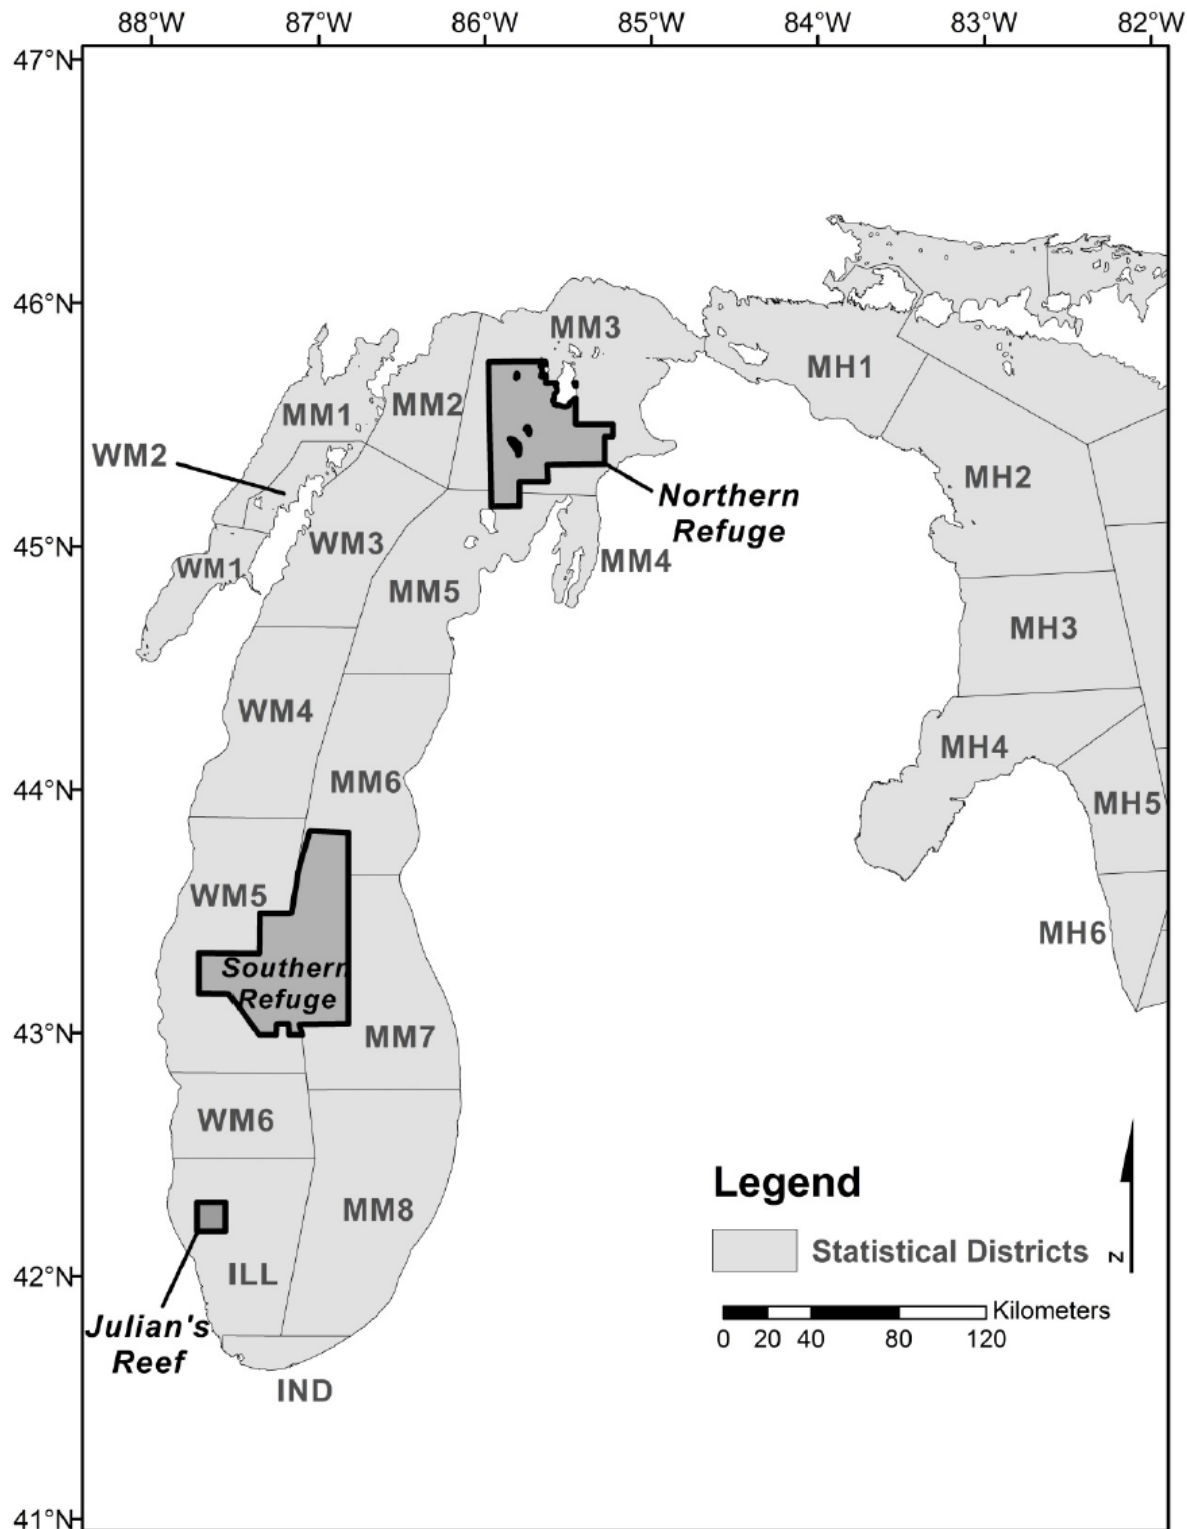 88°W 87°W 86°W 85°W 84°W 83°W 82°W
47°N
46°N
45°N
44°N
43°N
42°N
41°N
MM3
MH1
MM1
MM2
WM2
MH2
Northern
Refuge
WM3
WM1
MM4
MM5
MH3
WM4
MH4
MM6
MH5
WM5
MH6
Southern
Refuge
MM7
WM6
MM8
ILL
Julian's
Reef
IND
Legend
Statistical Districts
N
Kilometers
0 20 40 80 120